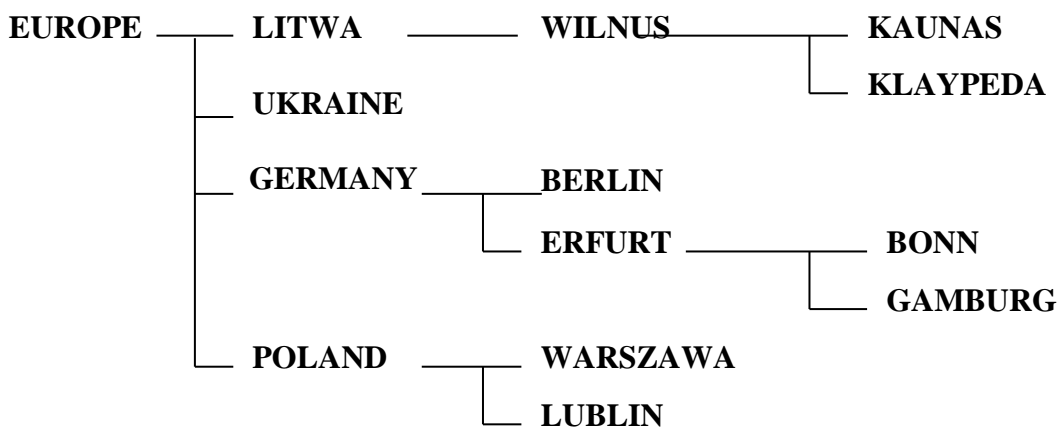 EUROPE LITWA WILNUS KAUNAS
KLAYPEDA
UKRAINE
GERMANY BERLIN
ERFURT BONN
GAMBURG
POLAND WARSZAWA
LUBLIN